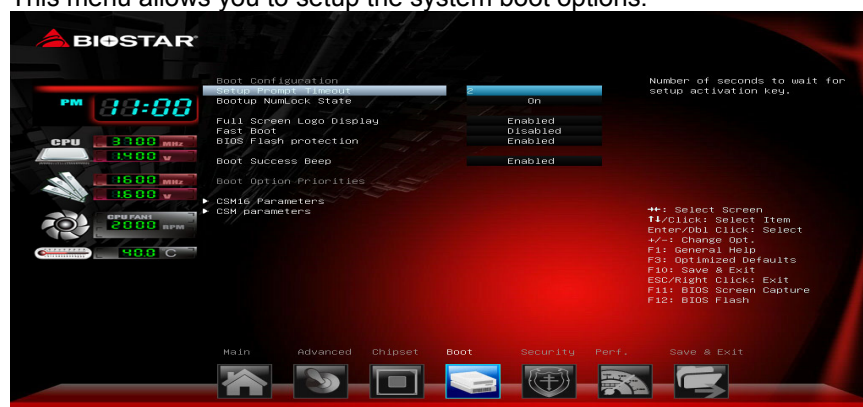 This menu allows you to setup the system boot options.
BIOSTAR
Boot Configuration
Setup Prompt Timeout 2
Bootup NumLock State On
Full Screen Logo Display Enabled
Fast Boot Disabled
BIOS Flash protection Enabled
Boot Success Beep Enabled
Boot Option Priorities
CSM16 Parameters
CSM parameters
PM 11:00
CPU 3700 MHz
1.400 V
1600 MHz
1.600 V
CPU FAN1
2000 RPM
40.0 C
Number of seconds to wait for
setup activation key.
→←: Select Screen
↑↓/Click: Select Item
Enter/Dbl Click: Select
+/-: Change Opt.
F1: General Help
F3: Optimized Defaults
F10: Save & Exit
ESC/Right Click: Exit
F11: BIOS Screen Capture
F12: BIOS Flash
Main Advanced Chipset Boot Security Perf. Save & Exit